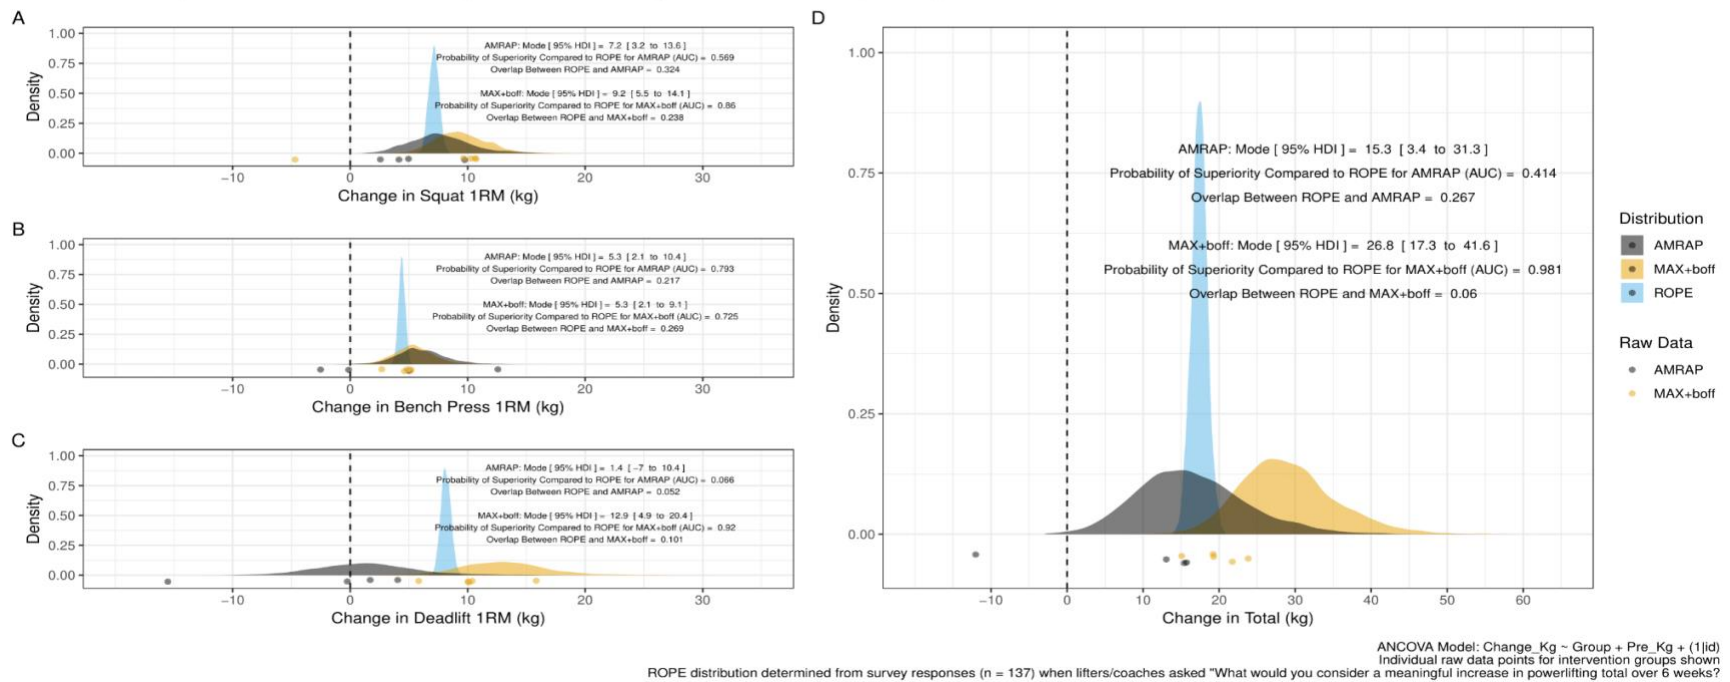 A
1.00
0.75
0.50
0.25
0.00
Density
AMRAP: Mode [ 95% HDI ] = 7.2 [ 3.2 to 13.6 ]
Probability of Superiority Compared to ROPE for AMRAP (AUC) = 0.569
Overlap Between ROPE and AMRAP = 0.324
MAX+boff: Mode [ 95% HDI ] = 9.2 [ 5.5 to 14.1 ]
Probability of Superiority Compared to ROPE for MAX+boff (AUC) = 0.86
Overlap Between ROPE and MAX+boff = 0.238
−10 0 10 20 30
Change in Squat 1RM (kg)
B
1.00
0.75
0.50
0.25
0.00
Density
AMRAP: Mode [ 95% HDI ] = 5.3 [ 2.1 to 10.4 ]
Probability of Superiority Compared to ROPE for AMRAP (AUC) = 0.793
Overlap Between ROPE and AMRAP = 0.217
MAX+boff: Mode [ 95% HDI ] = 5.3 [ 2.1 to 9.1 ]
Probability of Superiority Compared to ROPE for MAX+boff (AUC) = 0.725
Overlap Between ROPE and MAX+boff = 0.269
−10 0 10 20 30
Change in Bench Press 1RM (kg)
C
1.00
0.75
0.50
0.25
0.00
Density
AMRAP: Mode [ 95% HDI ] = 1.4 [ −7 to 10.4 ]
Probability of Superiority Compared to ROPE for AMRAP (AUC) = 0.066
Overlap Between ROPE and AMRAP = 0.052
MAX+boff: Mode [ 95% HDI ] = 12.9 [ 4.9 to 20.4 ]
Probability of Superiority Compared to ROPE for MAX+boff (AUC) = 0.92
Overlap Between ROPE and MAX+boff = 0.101
−10 0 10 20 30
Change in Deadlift 1RM (kg)
D
1.00
0.75
0.50
0.25
0.00
Density
AMRAP: Mode [ 95% HDI ] = 15.3 [ 3.4 to 31.3 ]
Probability of Superiority Compared to ROPE for AMRAP (AUC) = 0.414
Overlap Between ROPE and AMRAP = 0.267
MAX+boff: Mode [ 95% HDI ] = 26.8 [ 17.3 to 41.6 ]
Probability of Superiority Compared to ROPE for MAX+boff (AUC) = 0.981
Overlap Between ROPE and MAX+boff = 0.06
−10 0 10 20 30 40 50 60
Change in Total (kg)
Distribution
AMRAP
MAX+boff
ROPE
Raw Data
AMRAP
MAX+boff
ANCOVA Model: Change_Kg ~ Group + Pre_Kg + (1|id)
Individual raw data points for intervention groups shown
ROPE distribution determined from survey responses (n = 137) when lifters/coaches asked "What would you consider a meaningful increase in powerlifting total over 6 weeks?